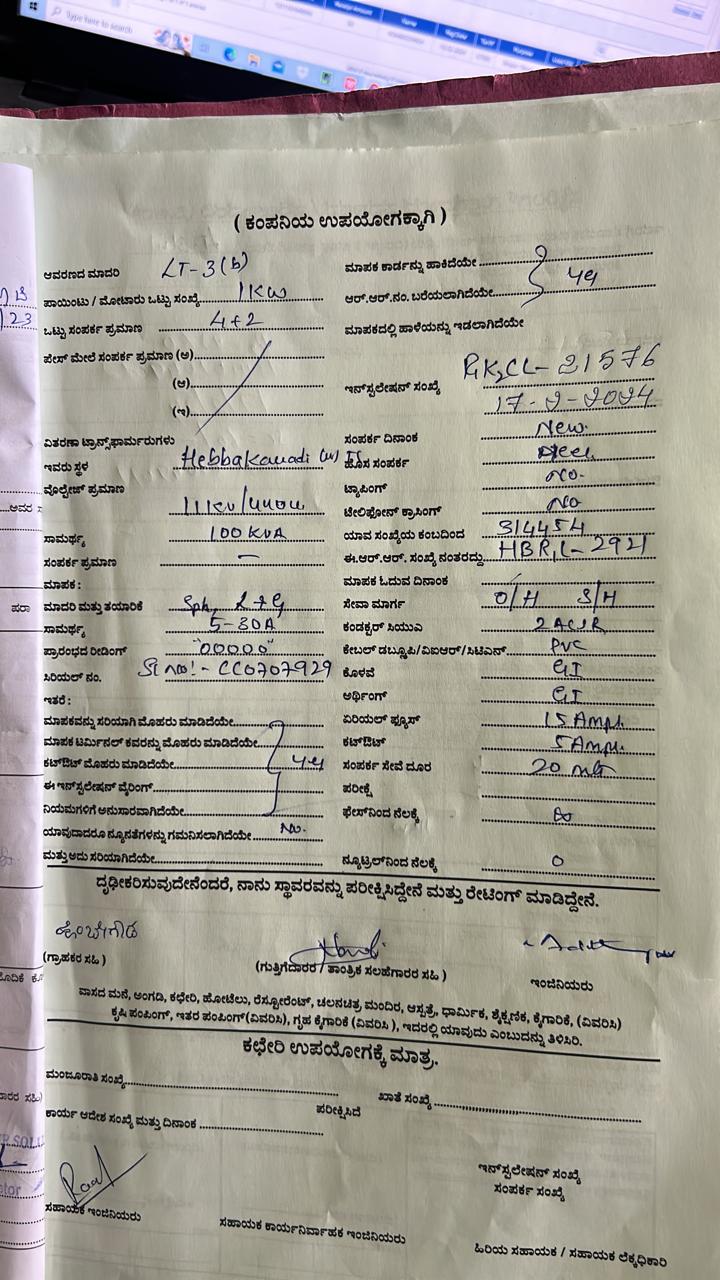 Type here to search
( ಕಂಪನಿಯ ಉಪಯೋಗಕ್ಕಾಗಿ )
ಆವರಣದ ಮಾದರಿ LT-3(b)
ಪಾಯಿಂಟು / ಮೋಟಾರು ಒಟ್ಟು ಸಂಖ್ಯೆ 1KW
ಒಟ್ಟು ಸಂಪರ್ಕ ಪ್ರಮಾಣ 4+2
ಪೇಸ್ ಮೇಲೆ ಸಂಪರ್ಕ ಪ್ರಮಾಣ (ಅ)
(ಆ)
(ಇ)
ವಿತರಣಾ ಟ್ರಾನ್ಸ್‌ಫಾರ್ಮರುಗಳು
ಇವರು ಸ್ಥಳ Hebbakavadi
ವೊಲ್ಟೇಜ್ ಪ್ರಮಾಣ 11KV/440V
ಸಾಮರ್ಥ್ಯ 100 KVA
ಸಂಪರ್ಕ ಪ್ರಮಾಣ —
ಮಾಪಕ :
ಮಾದರಿ ಮತ್ತು ತಯಾರಿಕೆ Sph, L+G
ಸಾಮರ್ಥ್ಯ 5-30A
ಪ್ರಾರಂಭದ ರೀಡಿಂಗ್ "00000"
ಸಿರಿಯಲ್ ನಂ. Sl no:- CC0707929
ಇತರೆ :
ಮಾಪಕವನ್ನು ಸರಿಯಾಗಿ ಮೊಹರು ಮಾಡಿದೆಯೇ
ಮಾಪಕ ಟರ್ಮಿನಲ್ ಕವರನ್ನು ಮೊಹರು ಮಾಡಿದೆಯೇ
ಕಟ್‌ಔಟ್ ಮೊಹರು ಮಾಡಿದೆಯೇ
ಈ ಇನ್‌ಸ್ಟಲೇಷನ್ ವೈರಿಂಗ್
ನಿಯಮಗಳಿಗೆ ಅನುಸಾರವಾಗಿದೆಯೇ
ಯಾವುದಾದರೂ ನ್ಯೂನತೆಗಳನ್ನು ಗಮನಿಸಲಾಗಿದೆಯೇ No.
ಮತ್ತು ಅದು ಸರಿಯಾಗಿದೆಯೇ
ಮಾಪಕ ಕಾರ್ಡನ್ನು ಹಾಕಿದೆಯೇ
ಆರ್.ಆರ್.ನಂ. ಬರೆಯಲಾಗಿದೆಯೇ
ಮಾಪಕದಲ್ಲಿ ಹಾಳೆಯನ್ನು ಇಡಲಾಗಿದೆಯೇ
ಇನ್‌ಸ್ಟಲೇಷನ್ ಸಂಖ್ಯೆ 21576
17-2-2024
ಸಂಪರ್ಕ ದಿನಾಂಕ New
ಹೊಸ ಸಂಪರ್ಕ
ಟ್ಯಾಪಿಂಗ್ No.
ಟೆಲಿಫೋನ್ ಕ್ರಾಸಿಂಗ್ No
ಯಾವ ಸಂಖ್ಯೆಯ ಕಂಬದಿಂದ 314454
ಈ.ಆರ್.ಆರ್. ಸಂಖ್ಯೆ ನಂತರದ್ದು 2921
ಮಾಪಕ ಓದುವ ದಿನಾಂಕ
ಸೇವಾ ಮಾರ್ಗ O/H S/H
ಕಂಡಕ್ಟರ್ ಸಿಯುಎ 2 ACSR
ಕೇಬಲ್ ಡಬ್ಲ್ಯೂಪಿ/ವಿಐಆರ್/ಸಿಟಿಎಸ್ PVC
ಕೊಳವೆ GI
ಅರ್ಥಿಂಗ್ GI
ಏರಿಯಲ್ ಫ್ಯೂಸ್ 15 Amps.
ಕಟ್‌ಔಟ್ 5 Amps.
ಸಂಪರ್ಕ ಸೇವೆ ದೂರ 20 mts
ಪರೀಕ್ಷೆ
ಫೇಸ್‌ನಿಂದ ನೆಲಕ್ಕೆ ∞
ನ್ಯೂಟ್ರಲ್‌ನಿಂದ ನೆಲಕ್ಕೆ 0
ದೃಢೀಕರಿಸುವುದೇನೆಂದರೆ, ನಾನು ಸ್ಥಾವರವನ್ನು ಪರೀಕ್ಷಿಸಿದ್ದೇನೆ ಮತ್ತು ರೇಟಿಂಗ್ ಮಾಡಿದ್ದೇನೆ.
(ಗ್ರಾಹಕರ ಸಹಿ )
(ಗುತ್ತಿಗೆದಾರರ / ತಾಂತ್ರಿಕ ಸಲಹೆಗಾರರ ಸಹಿ )
ಇಂಜಿನಿಯರು
ವಾಸದ ಮನೆ, ಅಂಗಡಿ, ಕಛೇರಿ, ಹೋಟೆಲು, ರೆಸ್ಟೋರೆಂಟ್, ಚಲನಚಿತ್ರ ಮಂದಿರ, ಆಸ್ಪತ್ರೆ, ಧಾರ್ಮಿಕ, ಶೈಕ್ಷಣಿಕ, ಕೈಗಾರಿಕೆ, (ವಿವರಿಸಿ)
ಕೃಷಿ ಪಂಪಿಂಗ್, ಇತರ ಪಂಪಿಂಗ್ (ವಿವರಿಸಿ), ಗೃಹ ಕೈಗಾರಿಕೆ (ವಿವರಿಸಿ ), ಇದರಲ್ಲಿ ಯಾವುದು ಎಂಬುದನ್ನು ತಿಳಿಸಿರಿ.
ಕಛೇರಿ ಉಪಯೋಗಕ್ಕೆ ಮಾತ್ರ.
ಮಂಜೂರಾತಿ ಸಂಖ್ಯೆ
ಖಾತೆ ಸಂಖ್ಯೆ
ಪರೀಕ್ಷಿಸಿದೆ
ಕಾರ್ಯ ಆದೇಶ ಸಂಖ್ಯೆ ಮತ್ತು ದಿನಾಂಕ
ಇನ್‌ಸ್ಟಲೇಷನ್ ಸಂಖ್ಯೆ
ಸಂಪರ್ಕ ಸಂಖ್ಯೆ
ಸಹಾಯಕ ಇಂಜಿನಿಯರು
ಸಹಾಯಕ ಕಾರ್ಯನಿರ್ವಾಹಕ ಇಂಜಿನಿಯರು
ಹಿರಿಯ ಸಹಾಯಕ / ಸಹಾಯಕ ಲೆಕ್ಕಧಿಕಾರಿ